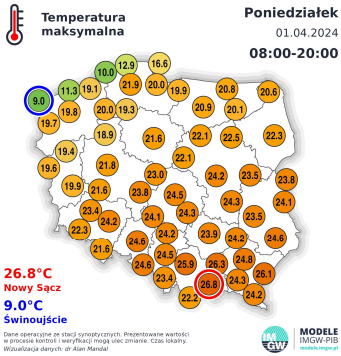 Temperatura
maksymalna
Poniedziałek
01.04.2024
08:00-20:00
10.0 12.9 16.6
9.0 11.3 19.1 21.9 20.0 19.9 20.8 20.6
19.7 19.8 20.0 19.3 20.9 20.1
18.9 21.6 22.1 22.5 22.3
19.4 22.1
19.6 21.8 23.0 24.2 23.5 23.8
19.9 21.6 23.8 24.5 24.1
23.4 24.2 24.1 24.3 24.3 23.5
22.3 24.2 23.9 24.2 24.6
21.6 24.6 24.5
24.6 25.9 26.3 24.8 26.1
23.4 26.8 24.3
22.2 24.2
26.8°C
Nowy Sącz
9.0°C
Świnoujście
Dane operacyjne ze stacji synoptycznych. Prezentowane wartości
w procesie kontroli i weryfikacji mogą ulec zmianie. Czas lokalny.
Wizualizacja danych: dr Alan Mandal
IM
GW
MODELE
IMGW-PIB
modele.imgw.pl